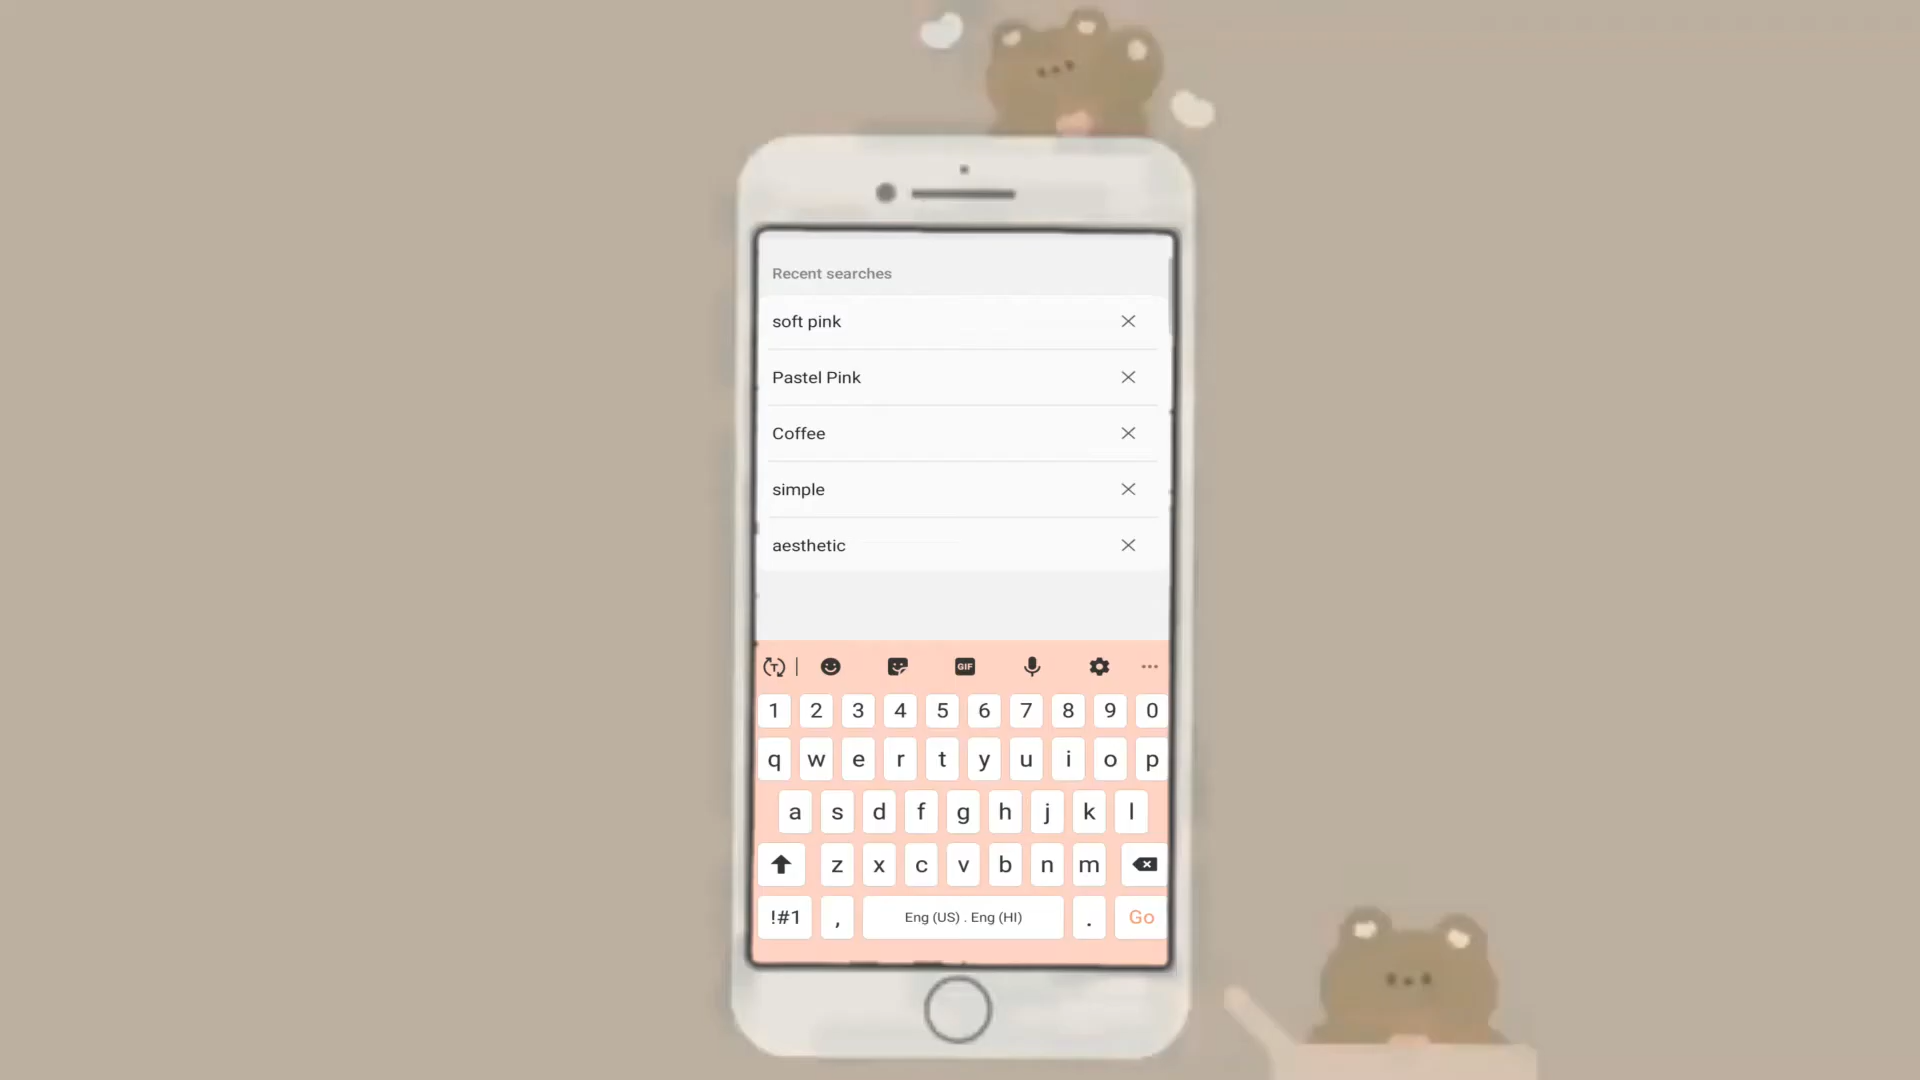 Recent searches
soft pink
Pastel Pink
Coffee
simple
aesthetic
T GIF
1 2 3 4 5 6 7 8 9 0
q w e r t y u i o p
a s d f g h j k l
z x c v b n m
!#1 , Eng (US) . Eng (HI) . Go